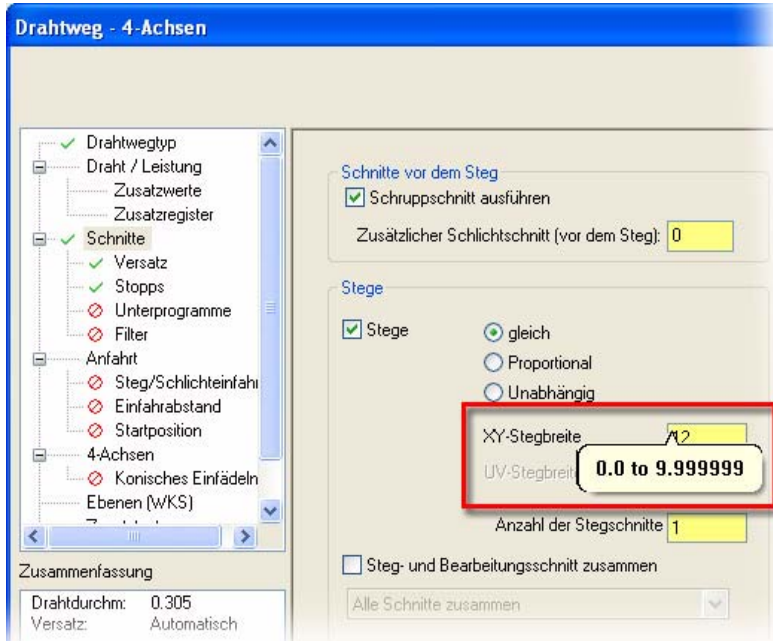 Drahtweg - 4-Achsen
Drahtwegtyp
Draht / Leistung
Zusatzwerte
Zusatzregister
Schnitte
Versatz
Stopps
Unterprogramme
Filter
Anfahrt
Steg/Schlichteinfahr
Einfahrabstand
Startposition
4-Achsen
Konisches Einfädeln
Ebenen (WKS)
Zusammenfassung
Drahtdurchm: 0.305
Versatz: Automatisch
Schnitte vor dem Steg
Schruppschnitt ausführen
Zusätzlicher Schlichtschnitt (vor dem Steg): 0
Stege
Stege
gleich
Proportional
Unabhängig
XY-Stegbreite 12
UV-Stegbreite
0.0 to 9.999999
Anzahl der Stegschnitte 1
Steg- und Bearbeitungsschnitt zusammen
Alle Schnitte zusammen